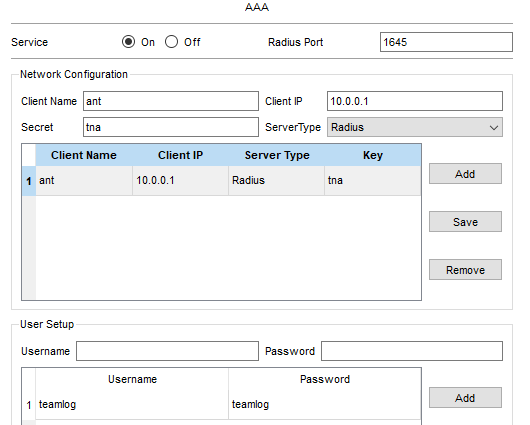 AAA
Service On Off Radius Port 1645
Network Configuration
Client Name ant Client IP 10.0.0.1
Secret tna ServerType Radius
Client Name Client IP Server Type Key
1 ant 10.0.0.1 Radius tna
Add
Save
Remove
User Setup
Username Password
Username Password
1 teamlog teamlog
Add